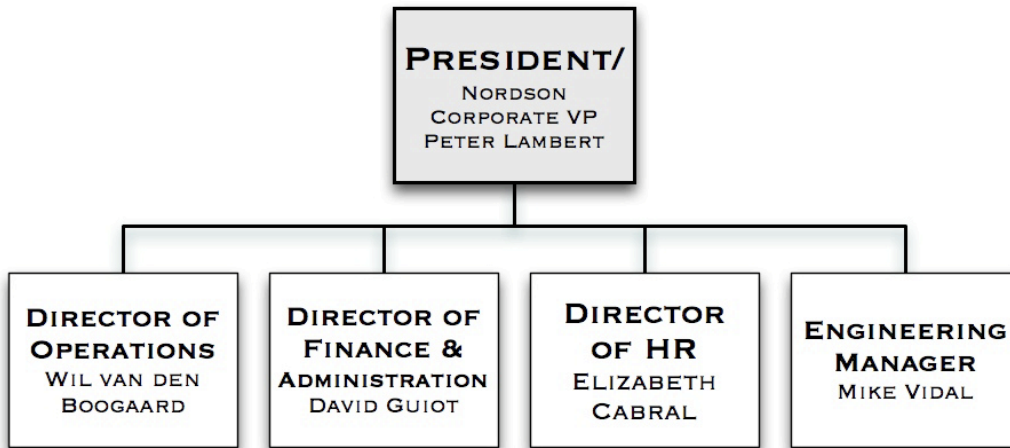 PRESIDENT/
NORDSON
CORPORATE VP
PETER LAMBERT
DIRECTOR OF
OPERATIONS
WIL VAN DEN
BOOGAARD
DIRECTOR OF
FINANCE &
ADMINISTRATION
DAVID GUIOT
DIRECTOR
OF HR
ELIZABETH
CABRAL
ENGINEERING
MANAGER
MIKE VIDAL